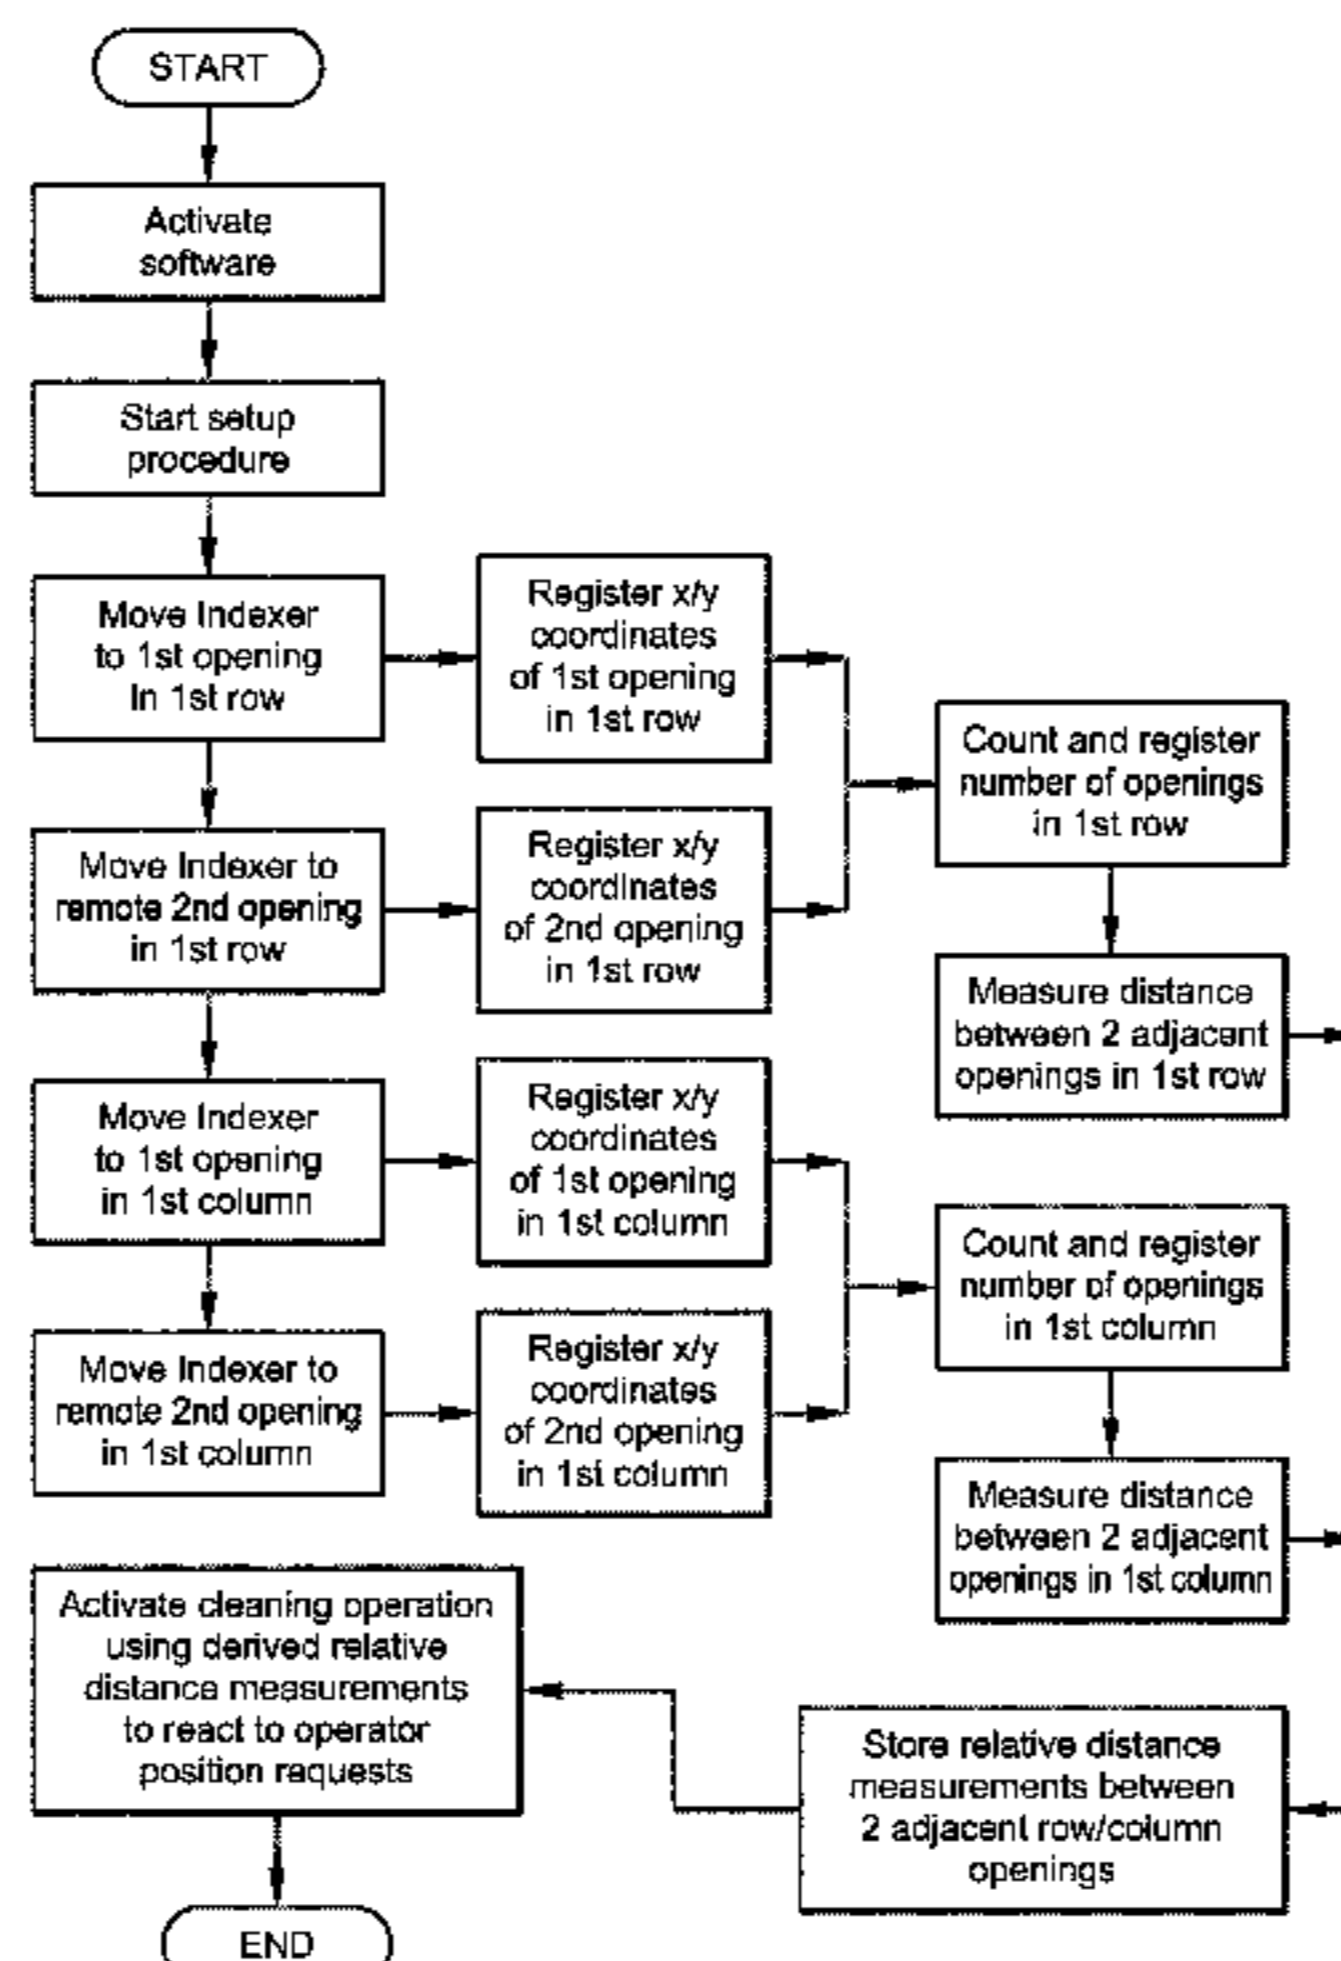 START
Activate
software
Start setup
procedure
Move Indexer
to 1st opening
In 1st row
Register x/y
coordinates
of 1st opening
in 1st row
Move Indexer to
remote 2nd opening
in 1st row
Register x/y
coordinates
of 2nd opening
in 1st row
Count and register
number of openings
in 1st row
Measure distance
between 2 adjacent
openings in 1st row
Move Indexer
to 1st opening
in 1st column
Register x/y
coordinates
of 1st opening
in 1st column
Move Indexer to
remote 2nd opening
in 1st column
Register x/y
coordinates
of 2nd opening
in 1st column
Count and register
number of openings
in 1st column
Measure distance
between 2 adjacent
openings in 1st column
Store relative distance
measurements between
2 adjacent row/column
openings
Activate cleaning operation
using derived relative
distance measurements
to react to operator
position requests
END